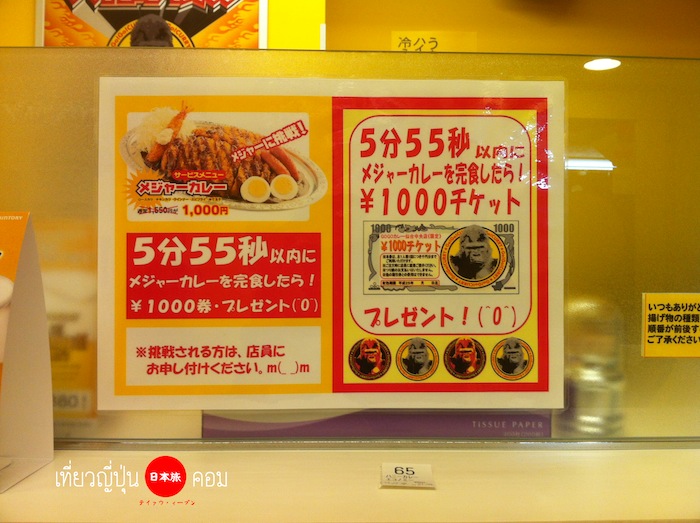 冷ハう
メジャーに挑戦！
サービスメニュー
メジャーカレー
1,000円
5分55秒以内に
メジャーカレーを完食したら！
￥1000券・プレゼント(^0^)
※挑戦される方は、店員に
お申し付けください。m(_ _)m
5分55秒以内に
メジャーカレーを完食したら！
￥1000チケット
1000
1000
￥1000チケット
プレゼント！(^0^)
いつもありが
揚げ物の種類
順番が前後す
ご了承くださ
TISSUE PAPER
65
เที่ยวญี่ปุ่น日本旅คอม